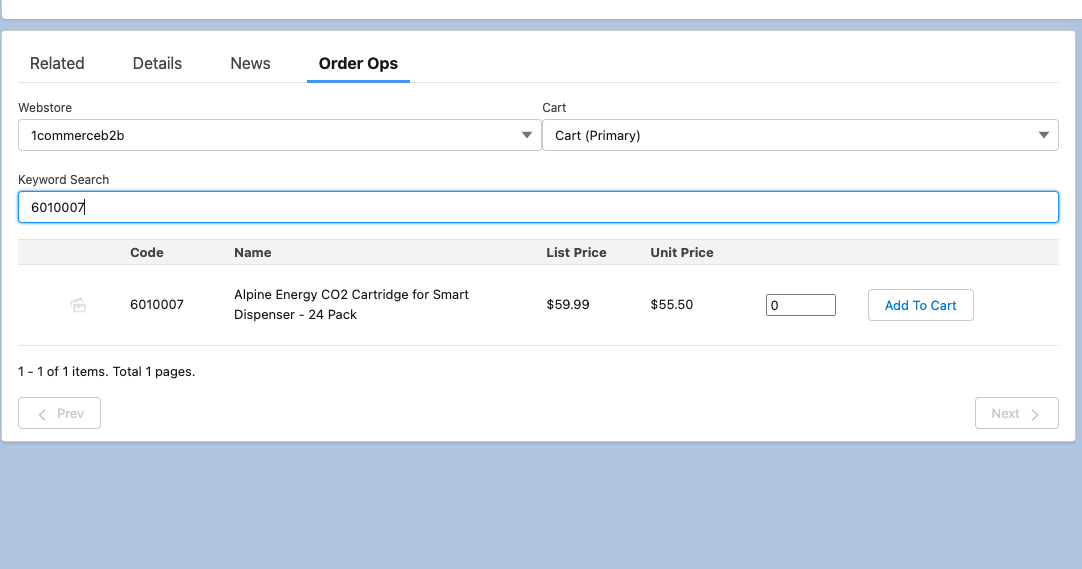 Related Details News Order Ops
Webstore Cart
1commerceb2b Cart (Primary)
Keyword Search
6010007
Code Name List Price Unit Price
6010007 Alpine Energy CO2 Cartridge for Smart $59.99 $55.50 0 Add To Cart
Dispenser - 24 Pack
1 - 1 of 1 items. Total 1 pages.
Prev Next